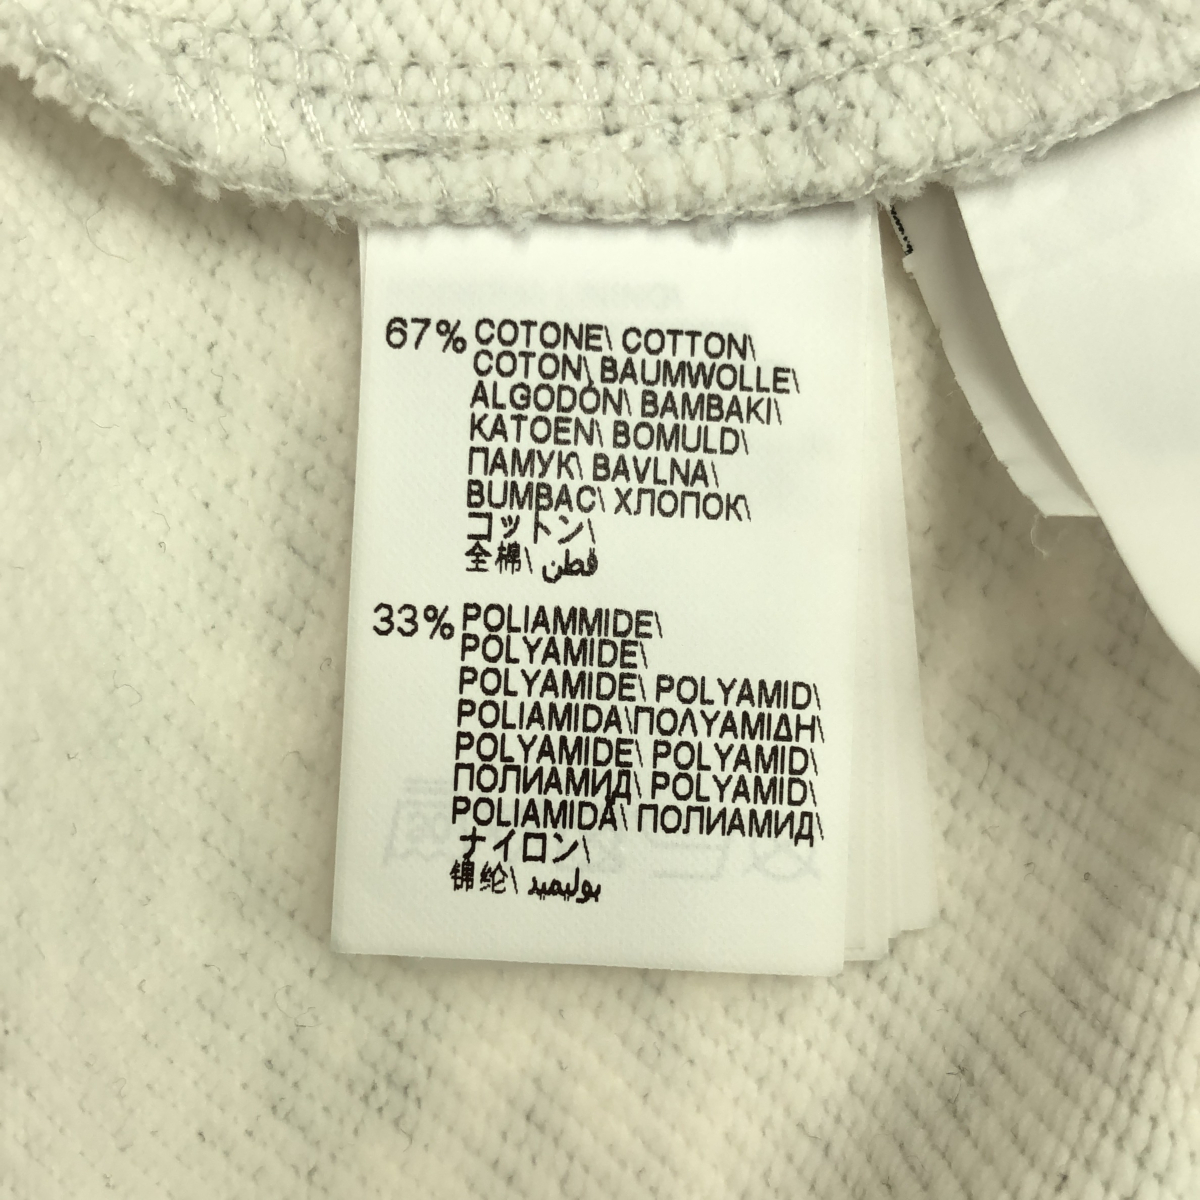 67% COTONE\ COTTON\
COTON\ BAUMWOLLE\
ALGODÓN\ BAMBAKI\
KATOEN\ BOMULD\
ПАМУК\ BAVLNA\
BUMBAC\ ХЛОПОК\
コットン\
全棉\ قطن
33% POLIAMMIDE\
POLYAMIDE\
POLYAMIDE\ POLYAMID\
POLIAMIDA\ΠΟΛΥΑΜΙΔΗ\
POLYAMIDE\ POLYAMID\
ПОЛИАМИД\ POLYAMID\
POLIAMIDĂ\ ПОЛИАМИД\
ナイロン\
锦纶\ بوليميد